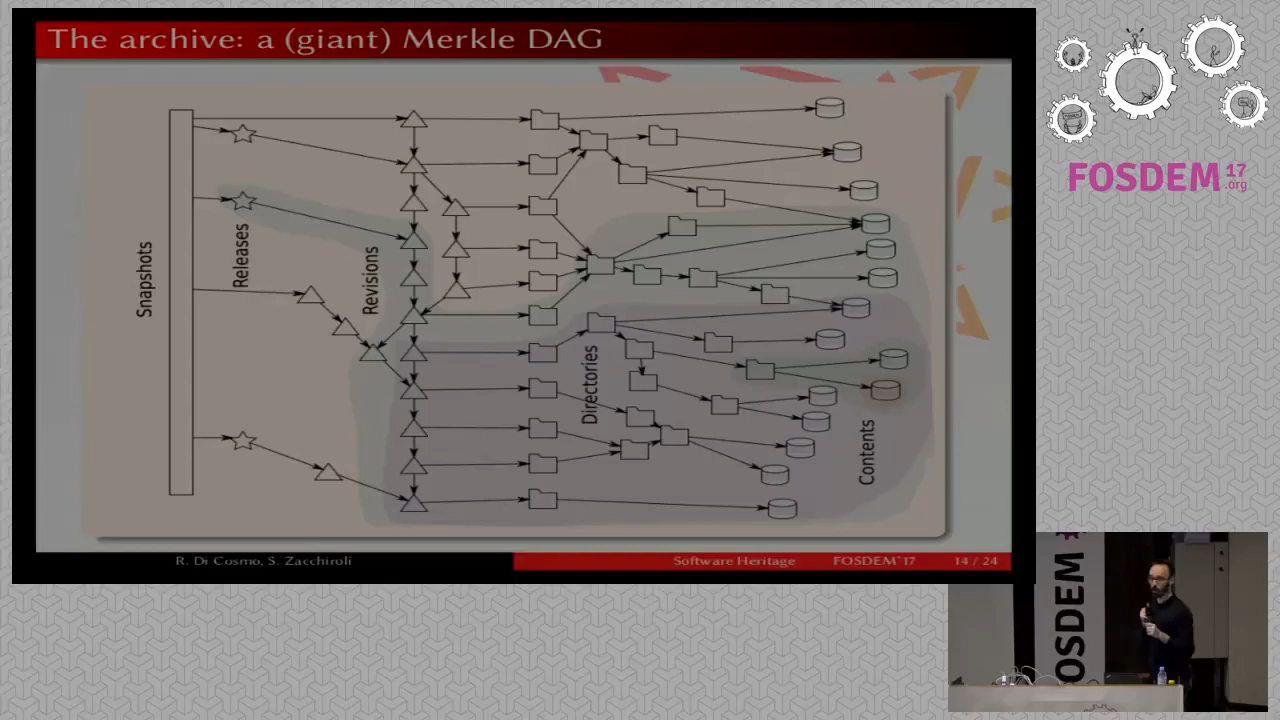 The archive: a (giant) Merkle DAG
Snapshots
Releases
Revisions
Directories
Contents
R. Di Cosmo, S. Zacchiroli
Software Heritage
FOSDEM'17
14 / 24
FOSDEM 17
.org
OSDEM